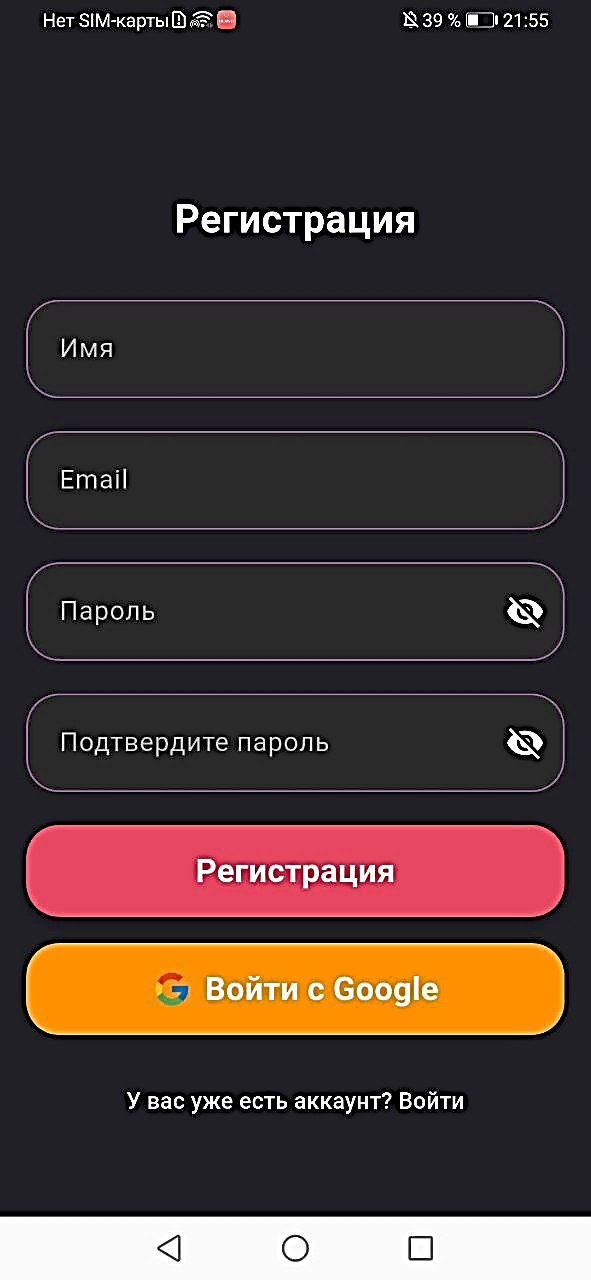 Нет SIM-карты 39 % 21:55
Регистрация
Имя
Email
Пароль
Подтвердите пароль
Регистрация
Войти с Google
У вас уже есть аккаунт? Войти